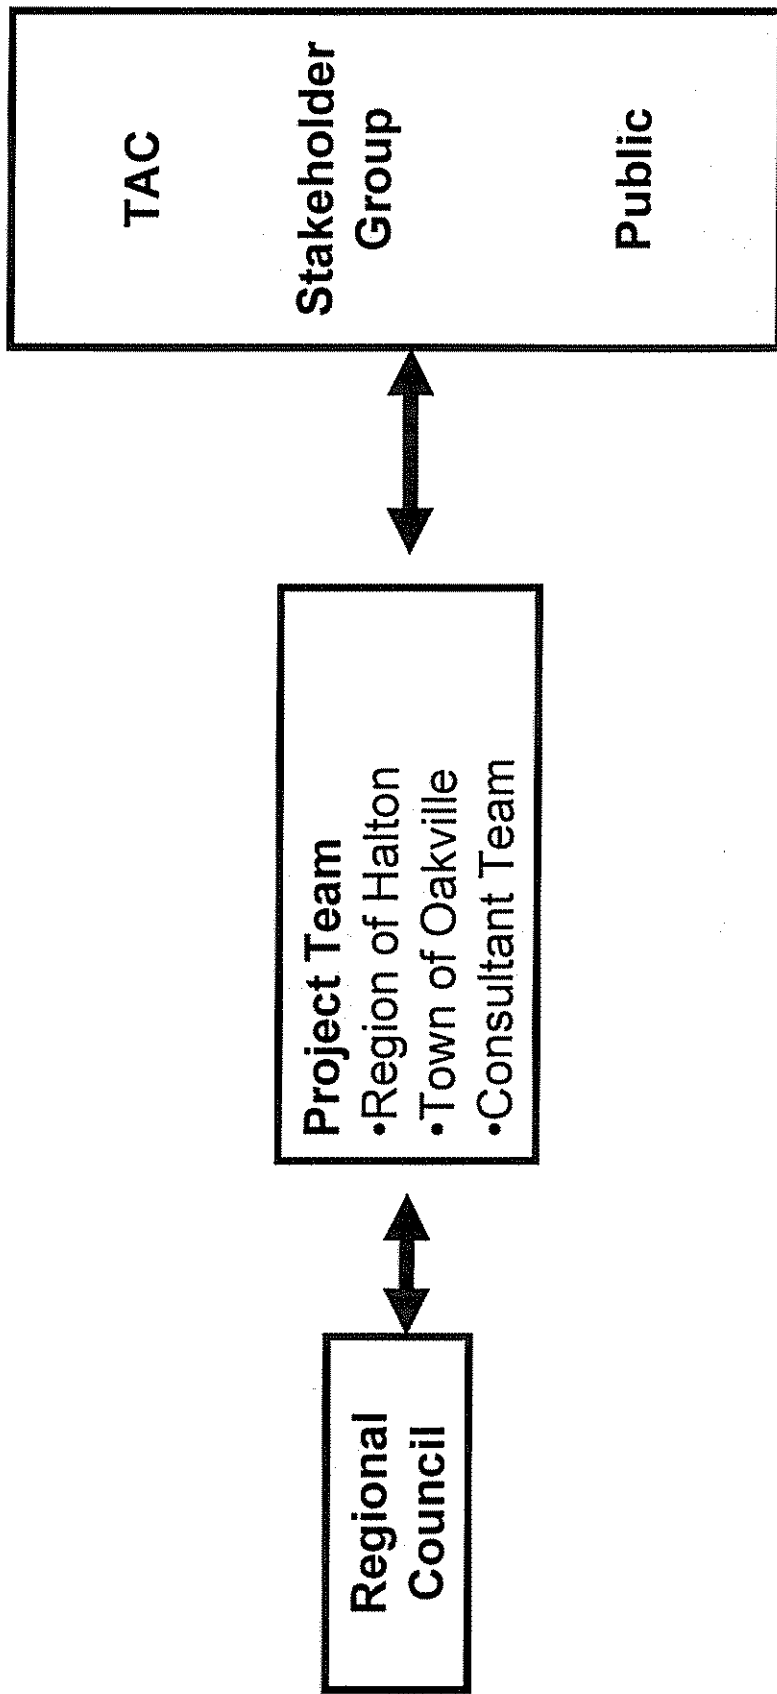 Regional
Council
Project Team
•Region of Halton
•Town of Oakville
•Consultant Team
TAC
Stakeholder
Group
Public